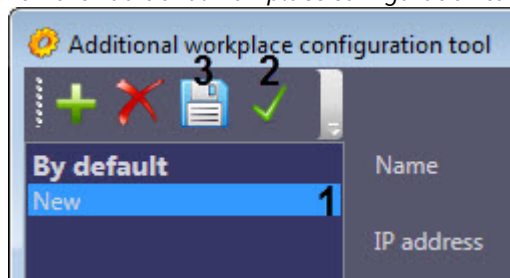 Additional workplace configuration tool
3 2
By default
Name
New 1
IP address